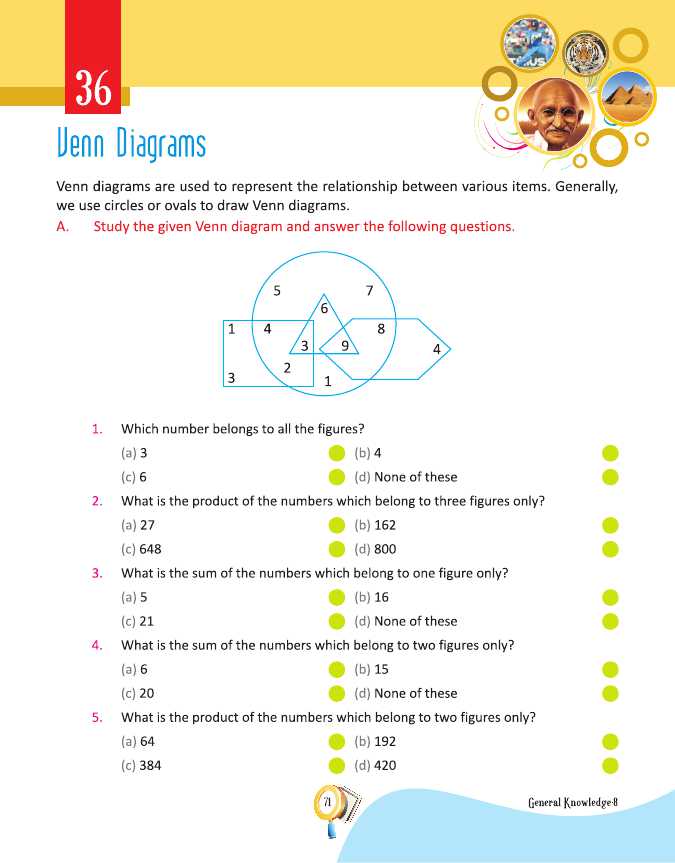 36
Venn Diagrams
Venn diagrams are used to represent the relationship between various items. Generally,
we use circles or ovals to draw Venn diagrams.
A. Study the given Venn diagram and answer the following questions.
5 7
6
1 4 8
3 9 4
2
3 1
1. Which number belongs to all the figures?
(a) 3 (b) 4
(c) 6 (d) None of these
2. What is the product of the numbers which belong to three figures only?
(a) 27 (b) 162
(c) 648 (d) 800
3. What is the sum of the numbers which belong to one figure only?
(a) 5 (b) 16
(c) 21 (d) None of these
4. What is the sum of the numbers which belong to two figures only?
(a) 6 (b) 15
(c) 20 (d) None of these
5. What is the product of the numbers which belong to two figures only?
(a) 64 (b) 192
(c) 384 (d) 420
71
General Knowledge-8